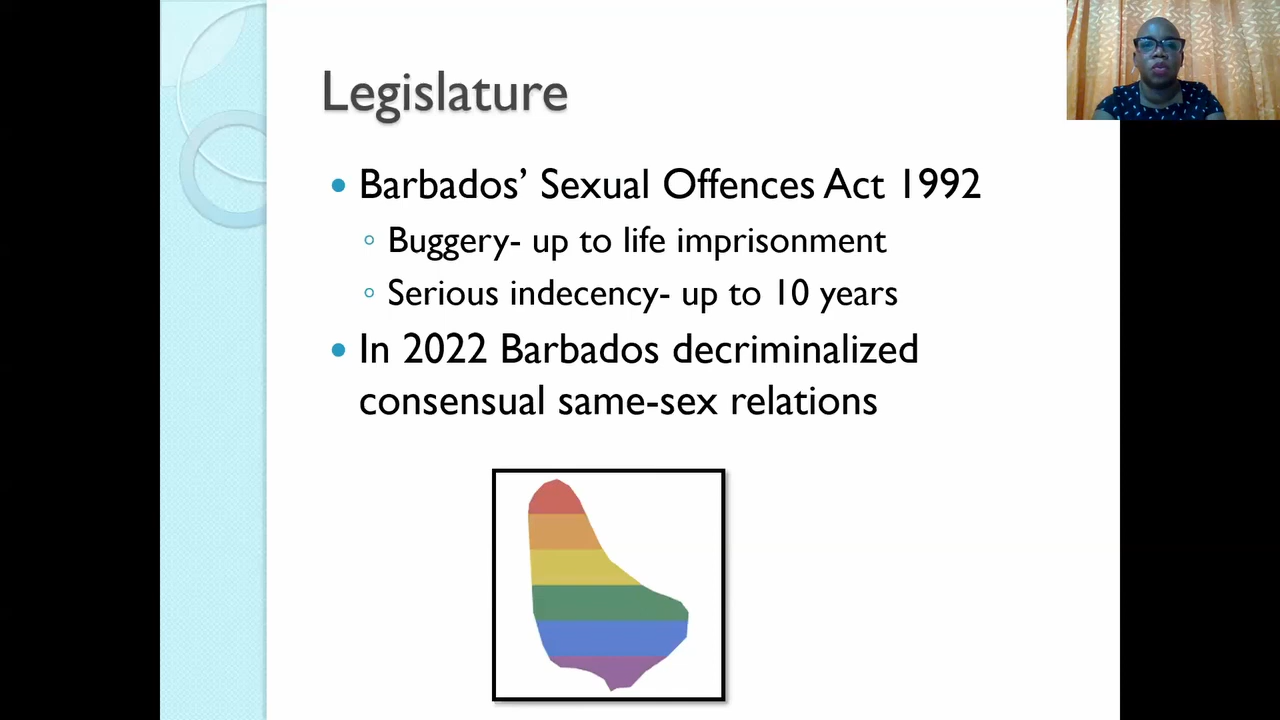 Legislature
Barbados’ Sexual Offences Act 1992
Buggery- up to life imprisonment
Serious indecency- up to 10 years
In 2022 Barbados decriminalized
consensual same-sex relations